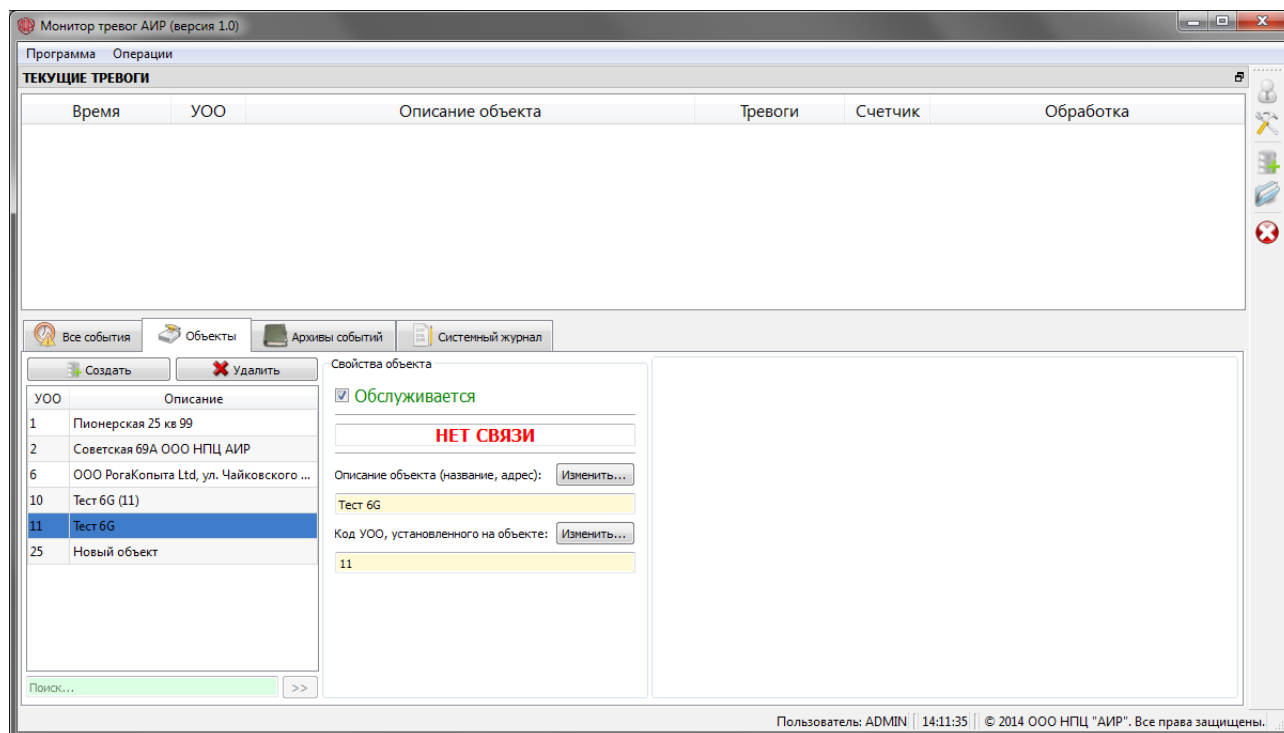 Монитор тревог АИР (версия 1.0)
Программа Операции
ТЕКУЩИЕ ТРЕВОГИ
Время УОО Описание объекта Тревоги Счетчик Обработка
Все события Объекты Архивы событий Системный журнал
Создать Удалить
УОО Описание
1 Пионерская 25 кв 99
2 Советская 69А ООО НПЦ АИР
6 ООО РогаКопыта Ltd, ул. Чайковского ...
10 Тест 6G (11)
11 Тест 6G
25 Новый объект
Поиск... >>
Свойства объекта
Обслуживается
НЕТ СВЯЗИ
Описание объекта (название, адрес): Изменить...
Тест 6G
Код УОО, установленного на объекте: Изменить...
11
Пользователь: ADMIN 14:11:35 © 2014 ООО НПЦ "АИР". Все права защищены.